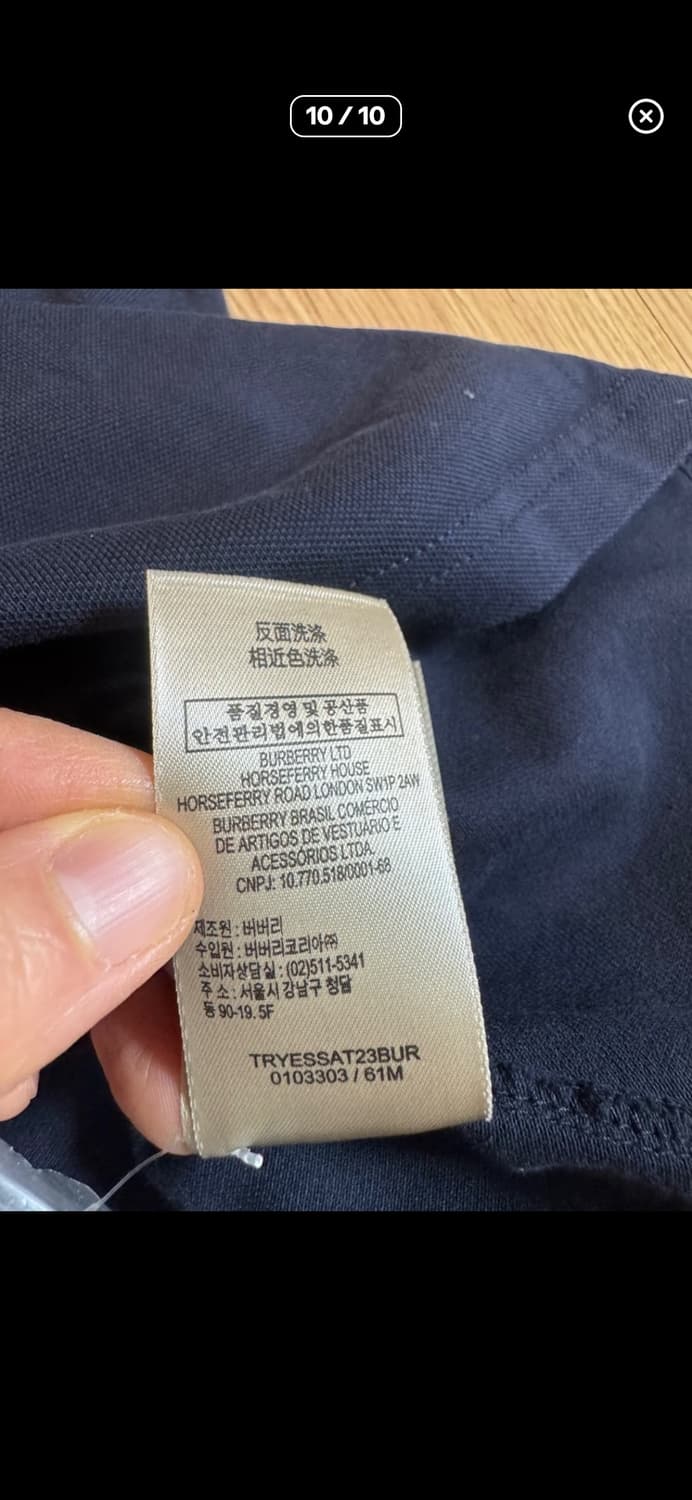 10 / 10
反面洗涤
相近色洗涤
품질경영 및 공산품
안전관리법에의한품질표시
BURBERRY LTD
HORSEFERRY HOUSE
HORSEFERRY ROAD LONDON SW1P 2AW
BURBERRY BRASIL COMÉRCIO
DE ARTIGOS DE VESTUÁRIO E
ACESSÓRIOS LTDA.
CNPJ: 10.770.518/0001-68
제조원 : 버버리
수입원 : 버버리코리아㈜
소비자상담실 : (02)511-5341
주 소 : 서울시 강남구 청담
동 90-19. 5F
TRYESSAT23BUR
0103303 / 61M